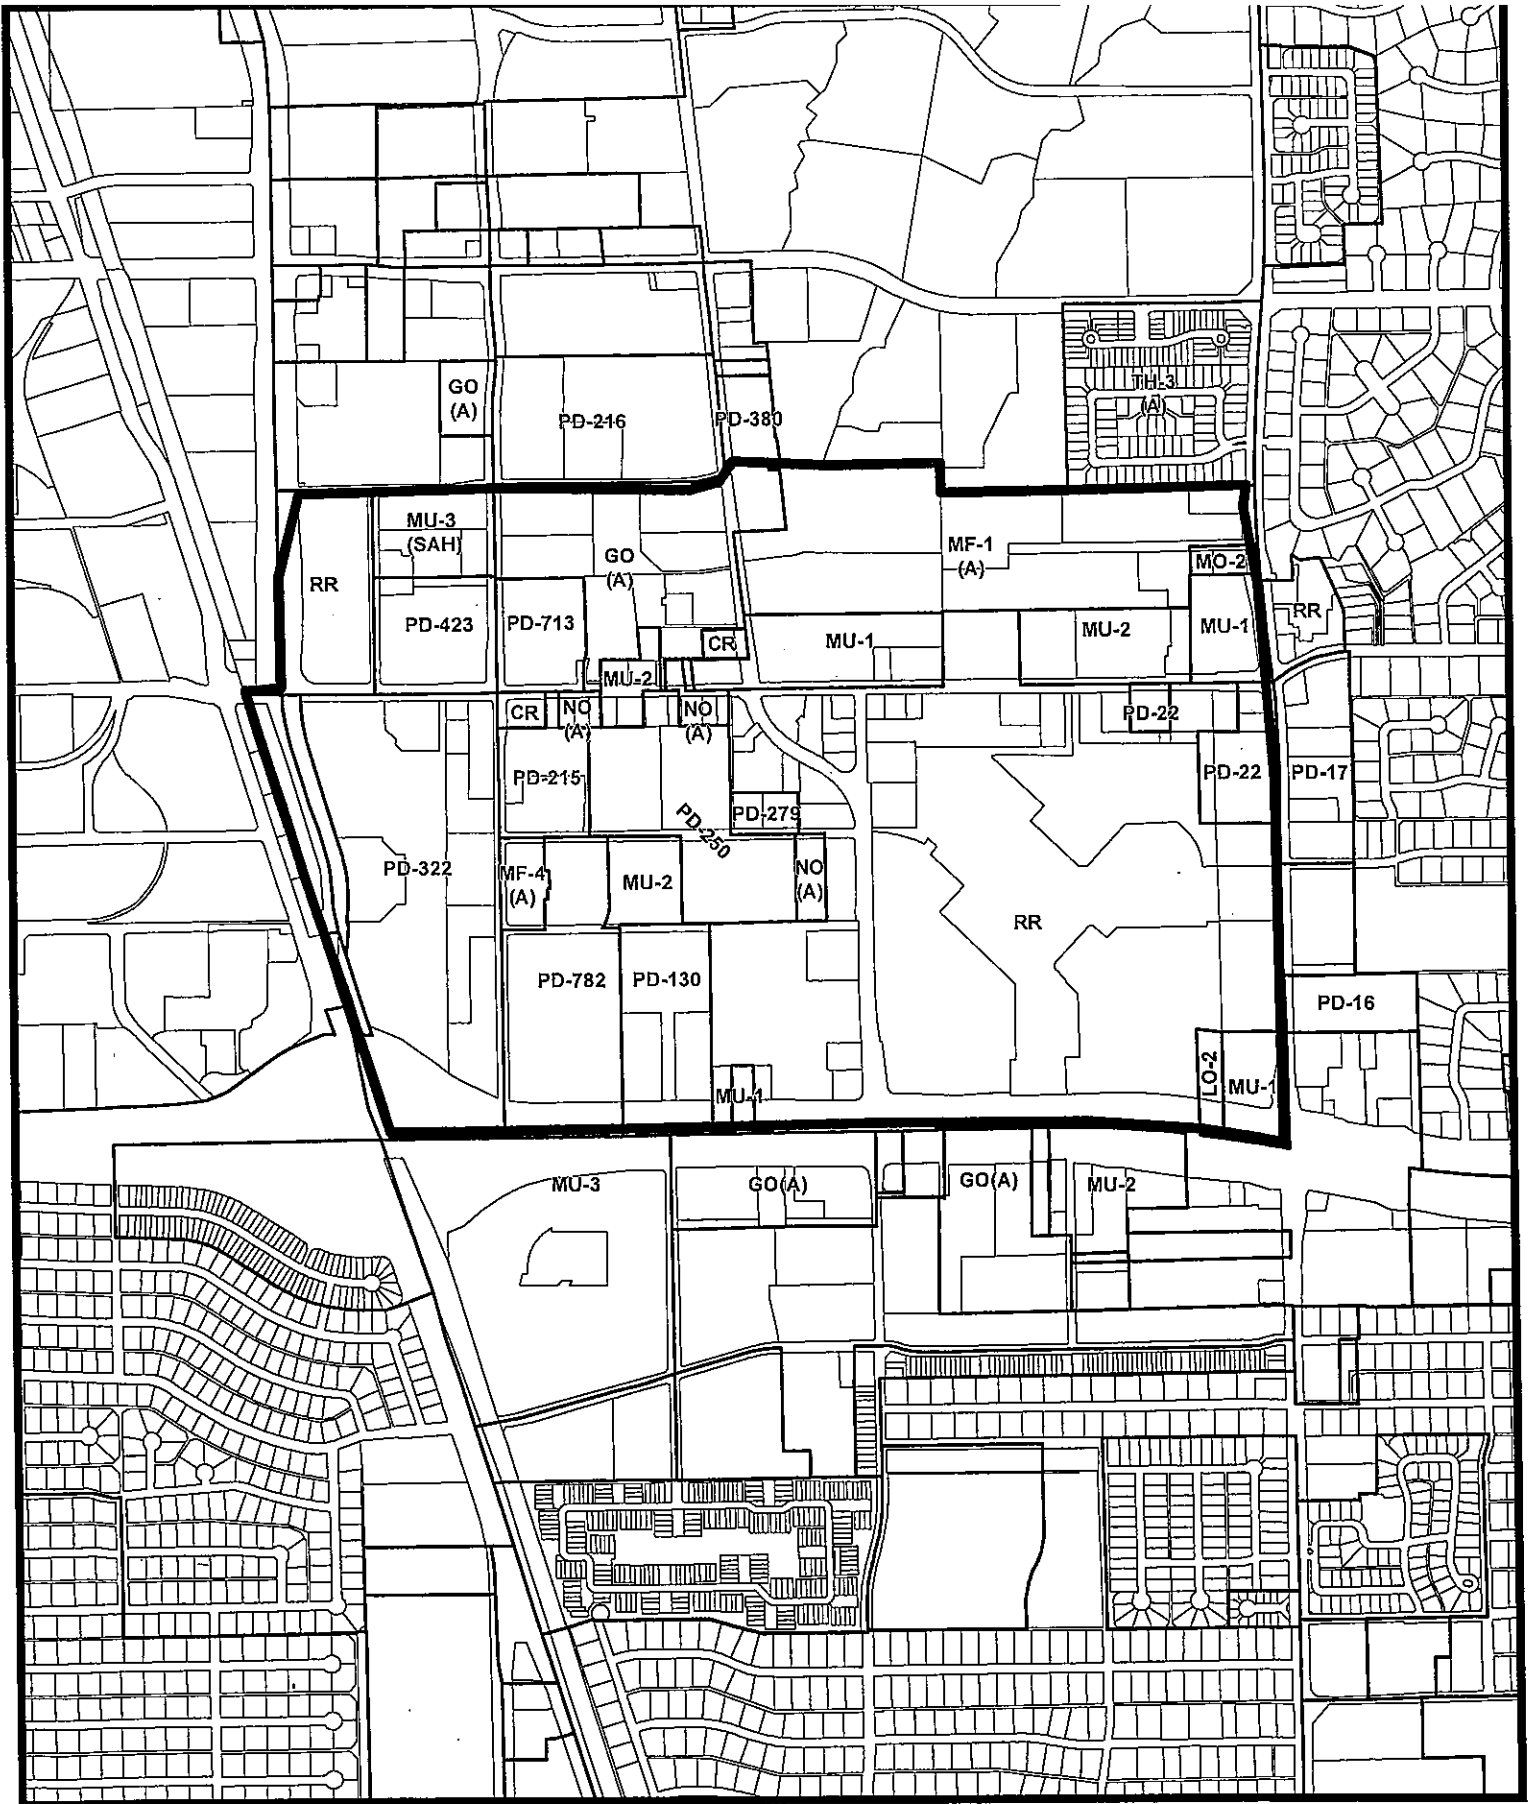 GO
(A)
PD-216
PD-380
TH-3
(A)
MU-3
(SAH)
RR
GO
(A)
MF-1
(A)
MO-2
PD-423
PD-713
CR
MU-1
MU-2
MU-1
RR
MU-2
CR
NO
(A)
NO
(A)
PD-22
PD-215
PD-22
PD-17
PD-279
PD-250
PD-322
MF-4
(A)
MU-2
NO
(A)
RR
PD-782
PD-130
PD-16
MU-1
LO-2
MU-1
MU-3
GO(A)
GO(A)
MU-2